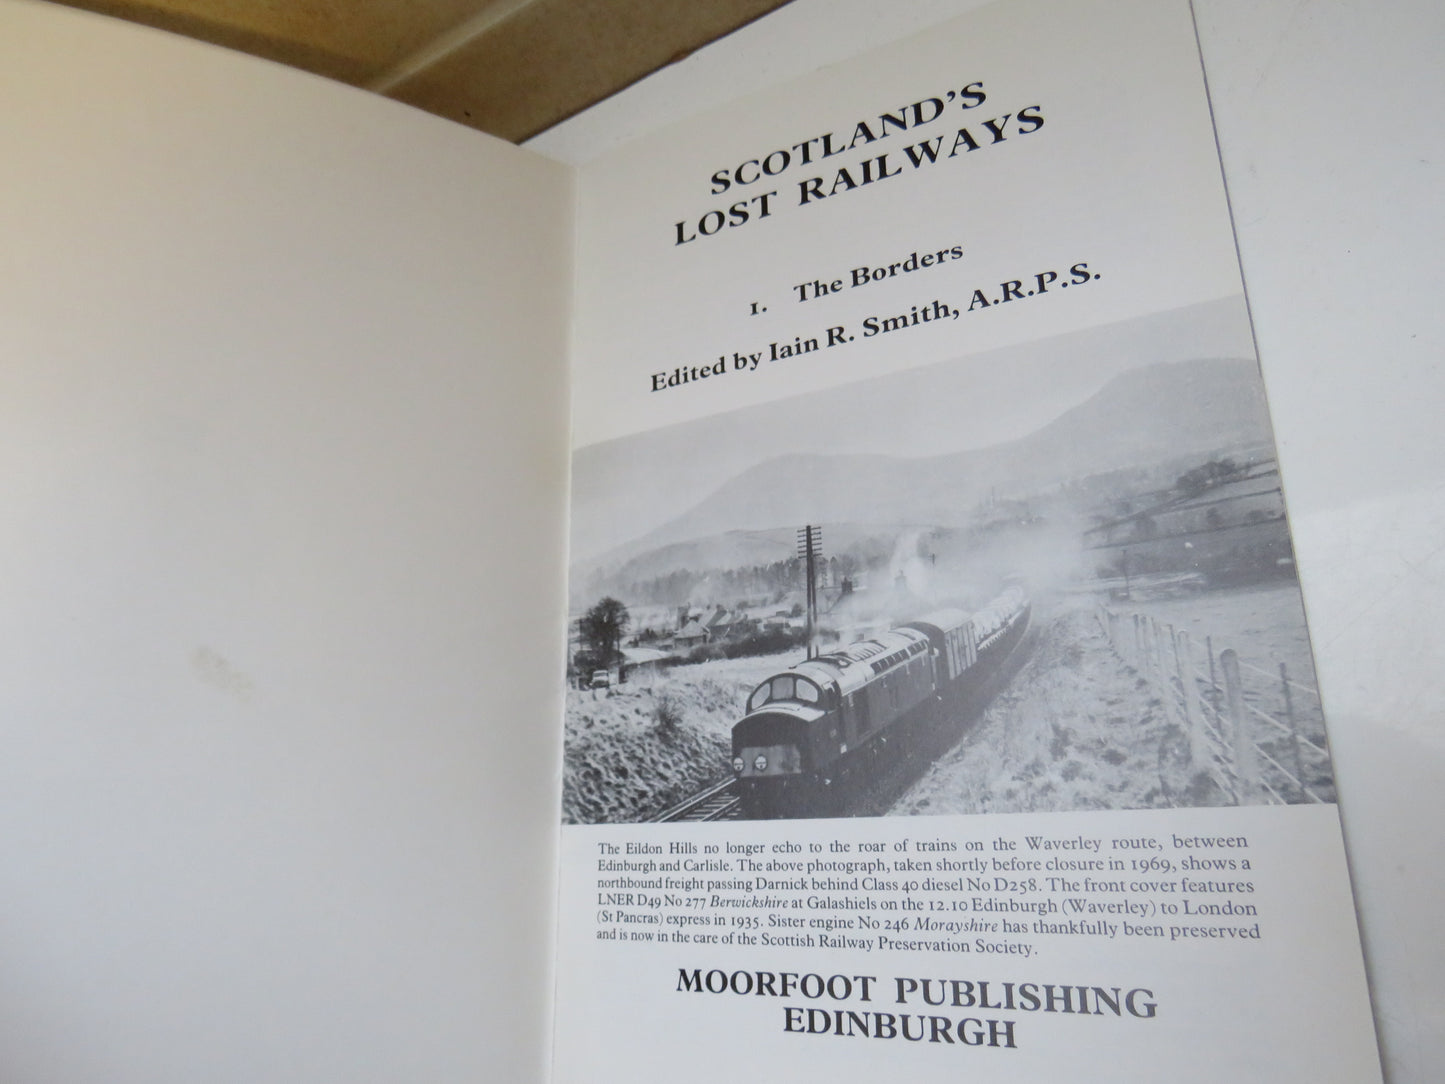 SCOTLAND'S
LOST RAILWAYS
1. The Borders
Edited by Iain R. Smith, A.R.P.S.
The Eildon Hills no longer echo to the roar of trains on the Waverley route, between
Edinburgh and Carlisle. The above photograph, taken shortly before closure in 1969, shows a
northbound freight passing Darnick behind Class 40 diesel No D258. The front cover features
LNER D49 No 277 Berwickshire at Galashiels on the 12.10 Edinburgh (Waverley) to London
(St Pancras) express in 1935. Sister engine No 246 Morayshire has thankfully been preserved
and is now in the care of the Scottish Railway Preservation Society.
MOORFOOT PUBLISHING
EDINBURGH